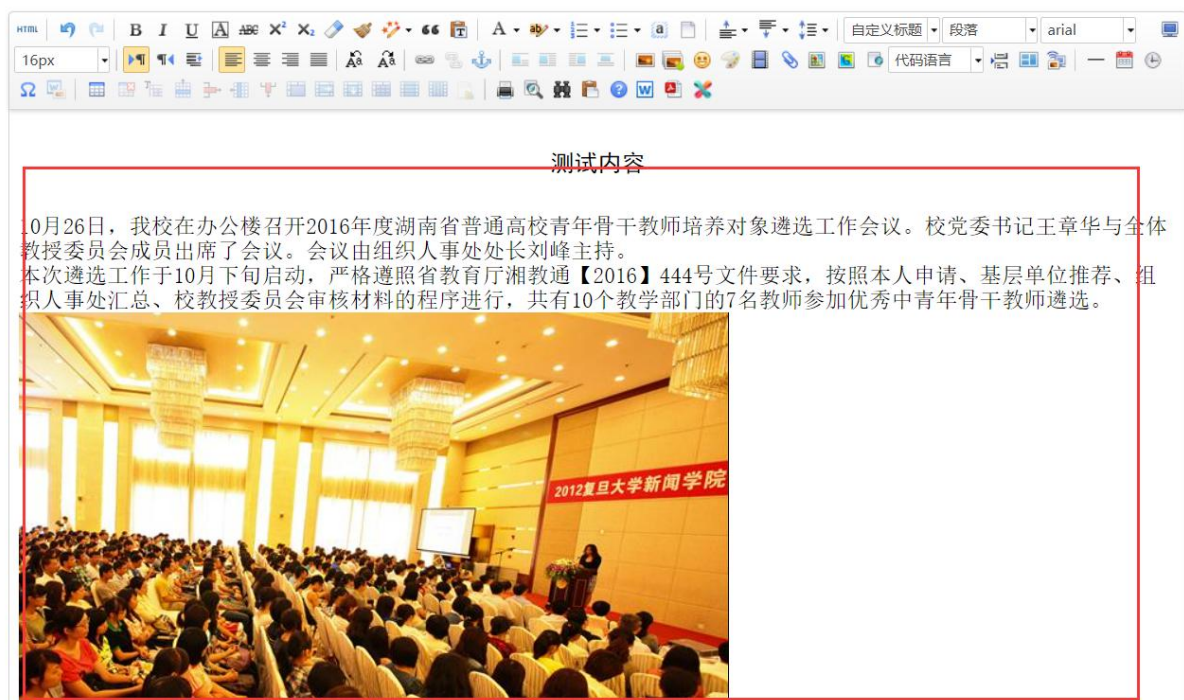 HTML
B I U A ABC X² X₂ A 自定义标题 段落 arial
16px 代码语言
Ω
测试内容
10月26日，我校在办公楼召开2016年度湖南省普通高校青年骨干教师培养对象遴选工作会议。校党委书记王章华与全体
教授委员会成员出席了会议。会议由组织人事处处长刘峰主持。
本次遴选工作于10月下旬启动，严格遵照省教育厅湘教通【2016】444号文件要求，按照本人申请、基层单位推荐、组
织人事处汇总、校教授委员会审核材料的程序进行，共有10个教学部门的7名教师参加优秀中青年骨干教师遴选。
2012复旦大学新闻学院